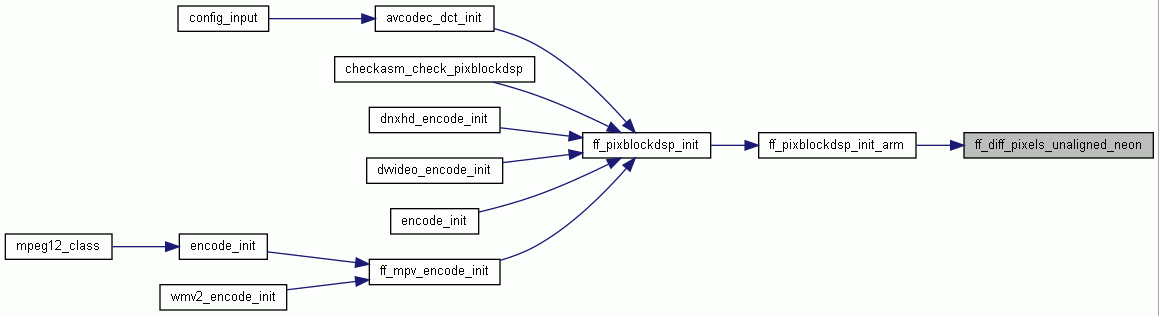 config_input
avcodec_dct_init
checkasm_check_pixblockdsp
dnxhd_encode_init
ff_pixblockdsp_init
ff_pixblockdsp_init_arm
ff_diff_pixels_unaligned_neon
dvvideo_encode_init
encode_init
mpeg12_class
encode_init
ff_mpv_encode_init
wmv2_encode_init